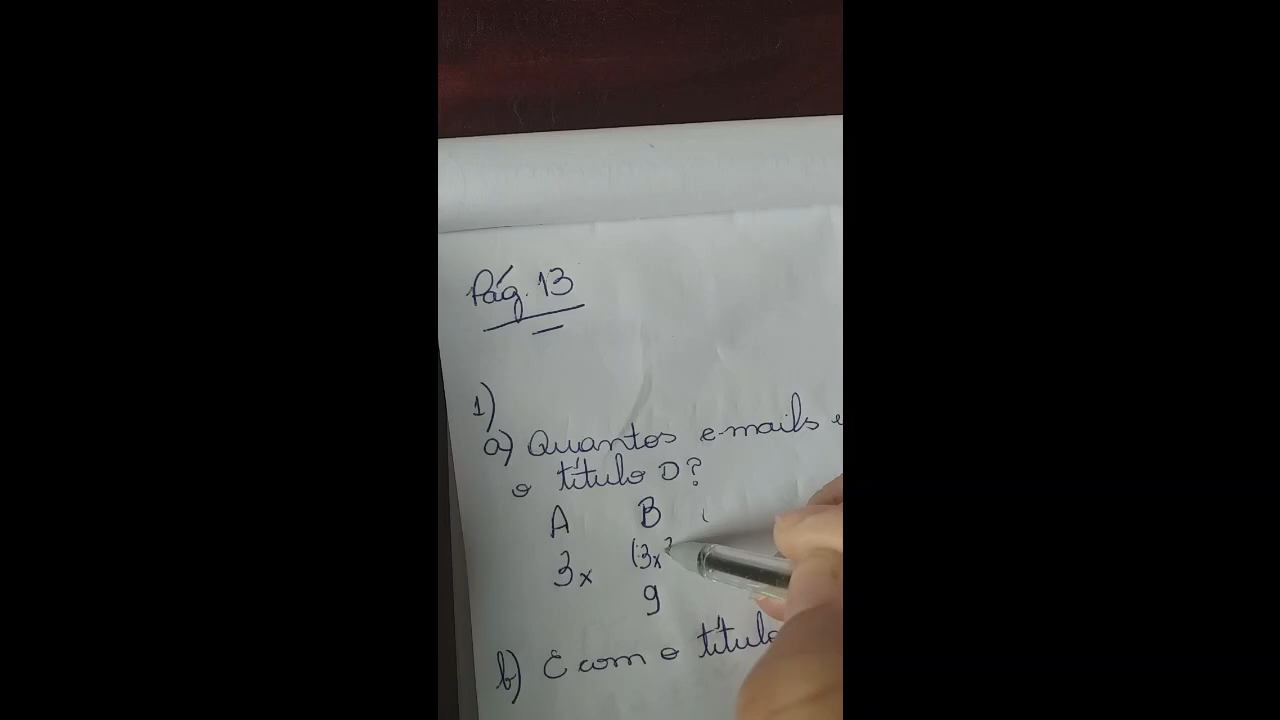 Pág. 13
1)
a) Quantos e-mails
o título D?
A B
3x (3x
9
b) E com o título